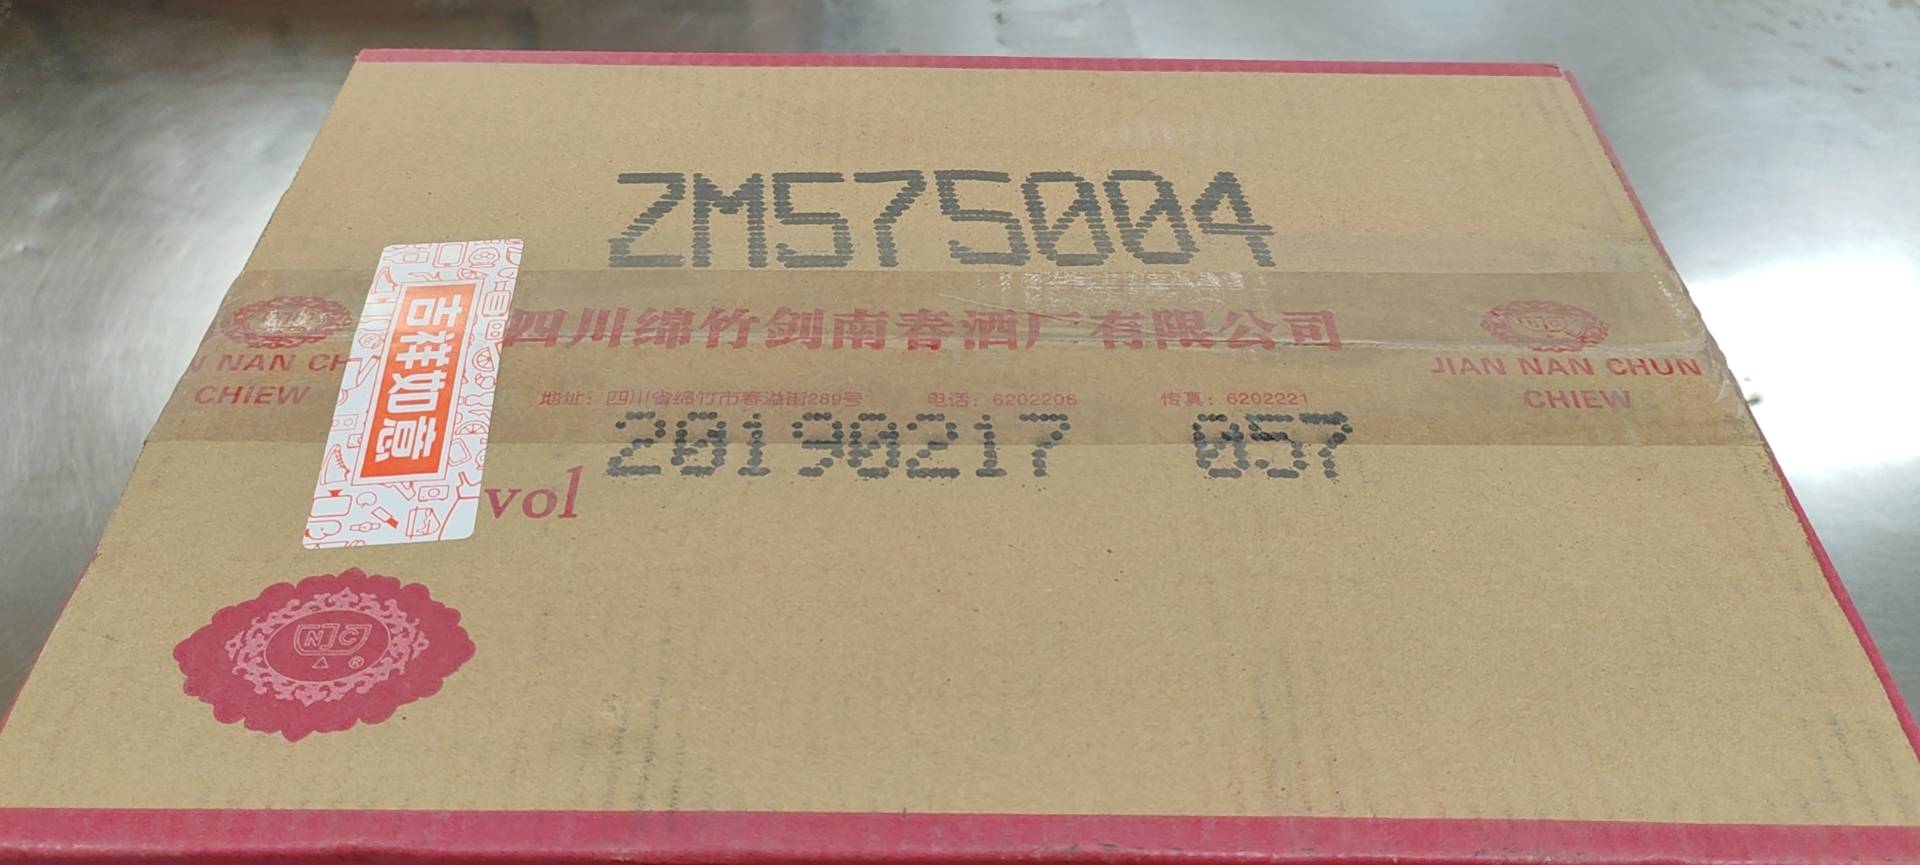 ZM575004
四川绵竹剑南春酒厂有限公司
N NAN CH
CHIEW
吉祥如意
JIAN NAN CHUN
CHIEW
地址：四川省绵竹市春溢街289号 电话：6202206 传真：6202221
20190217 057
vol
NJC
®